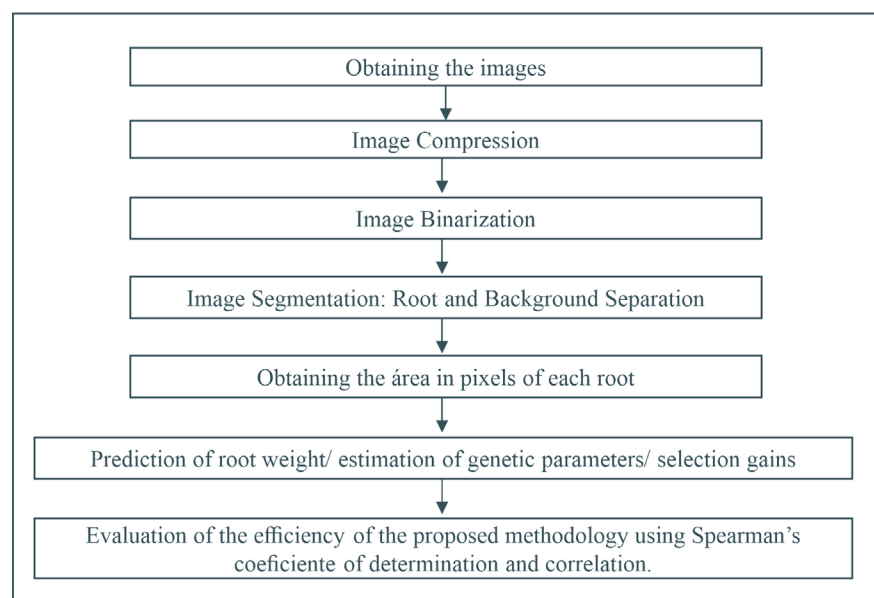 Obtaining the images
Image Compression
Image Binarization
Image Segmentation: Root and Background Separation
Obtaining the área in pixels of each root
Prediction of root weight/ estimation of genetic parameters/ selection gains
Evaluation of the efficiency of the proposed methodology using Spearman’s
coeficiente of determination and correlation.